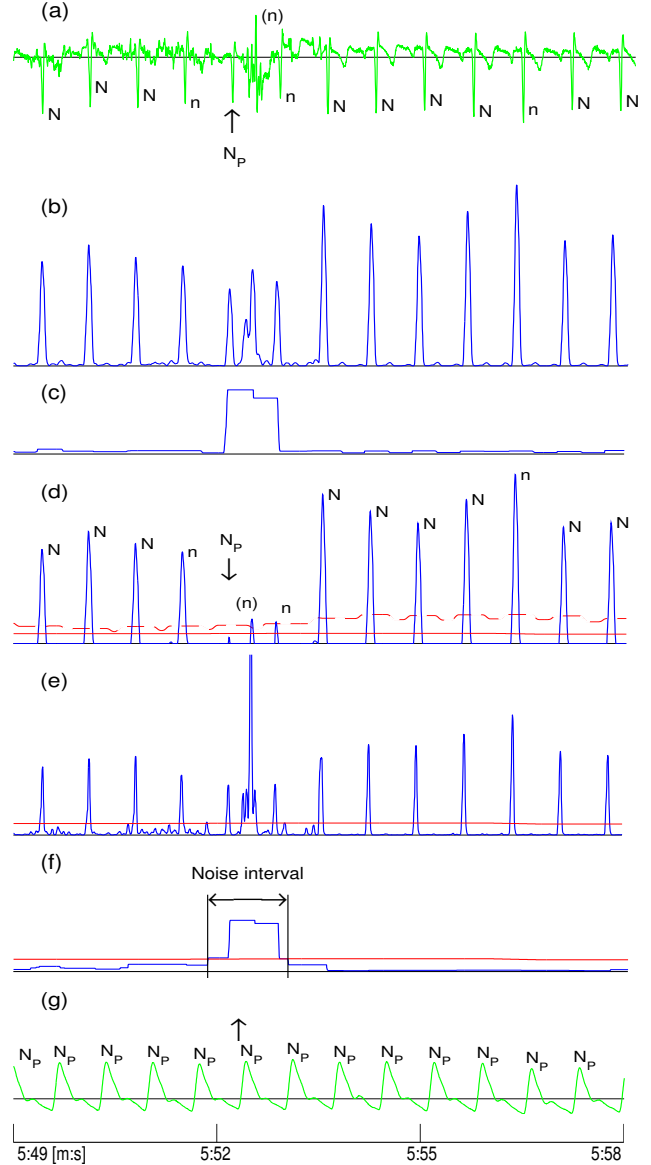 (a)
(n)
N N N n n N N N N n N N
N_P
(b)
(c)
(d)
N N N n N_P (n) n N N N N n N N
(e)
(f)
Noise interval
(g)
N_P N_P N_P N_P N_P N_P N_P N_P N_P N_P N_P N_P N_P
5:49 [m:s] 5:52 5:55 5:58